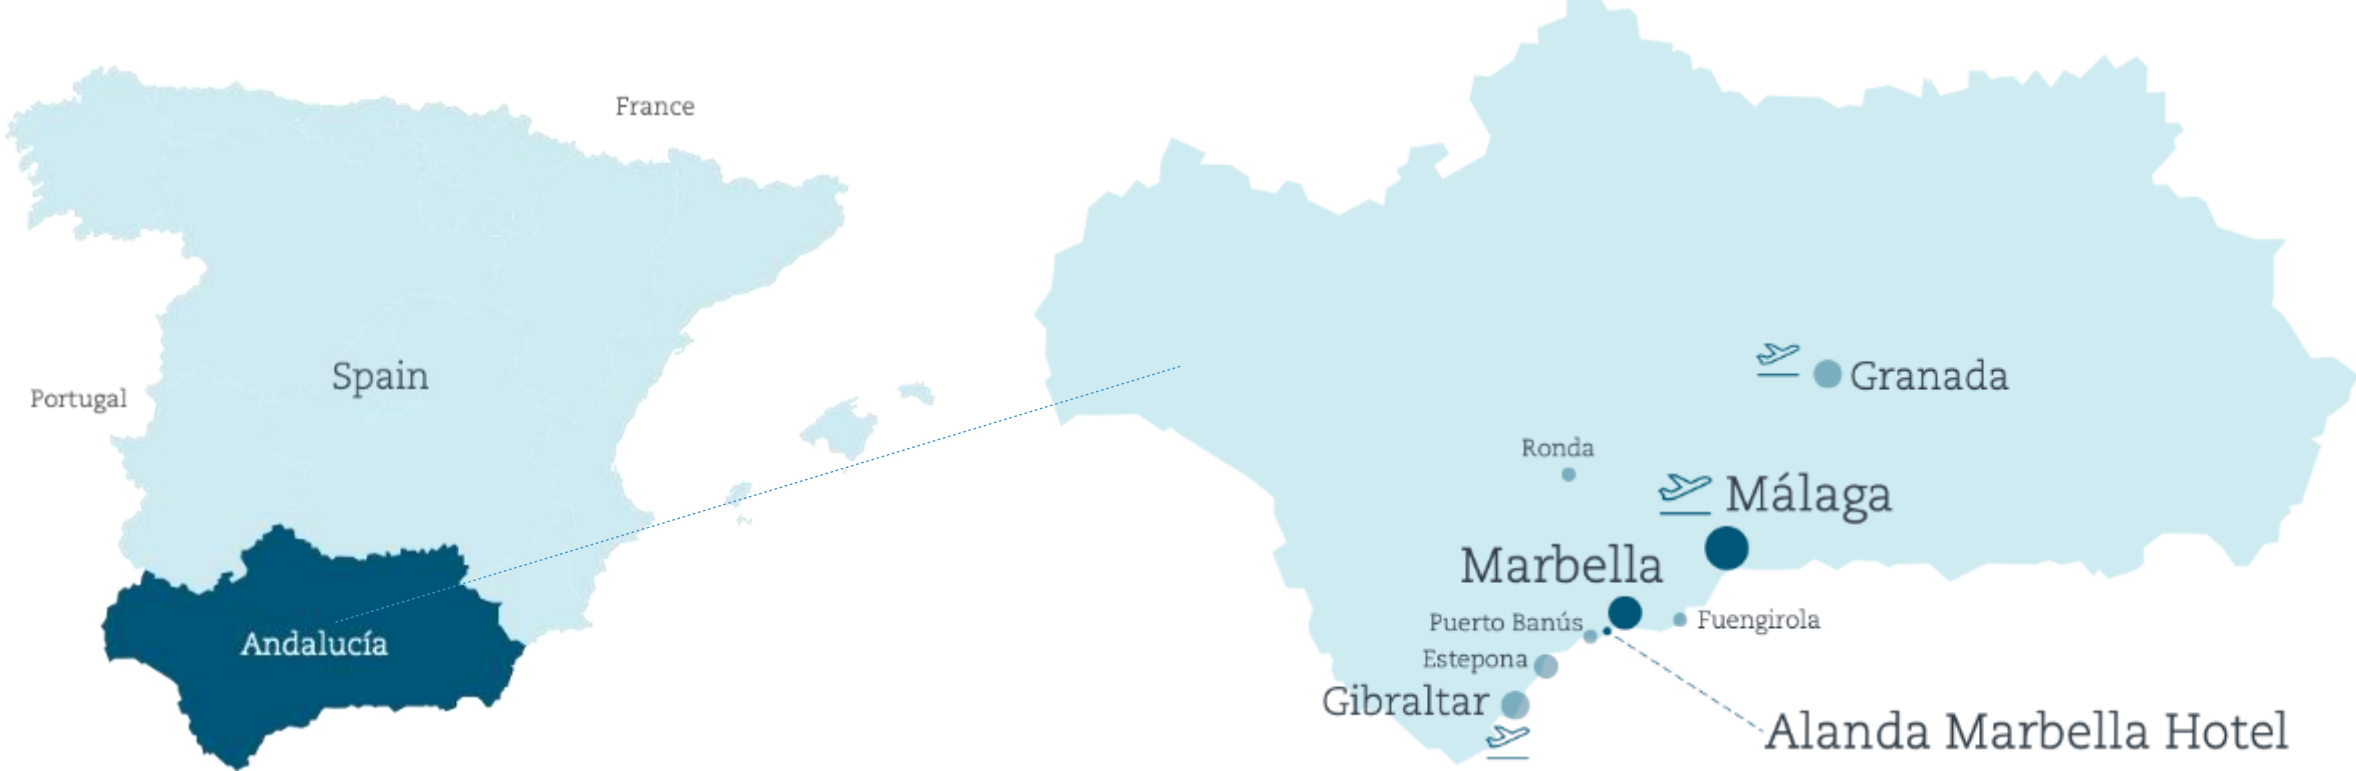 France
Spain
Portugal
Andalucía
Granada
Ronda
Málaga
Marbella
Puerto Banús
Fuengirola
Estepona
Gibraltar
Alanda Marbella Hotel